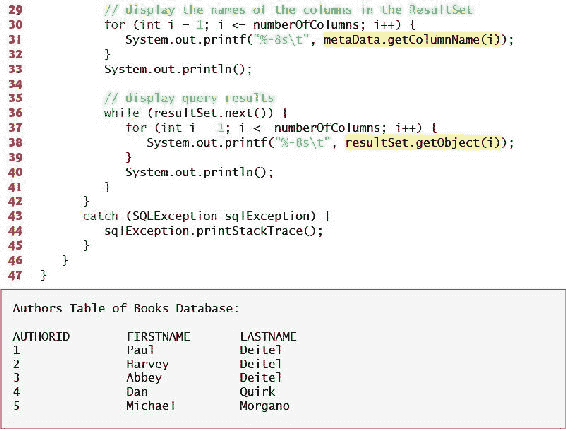 29 // display the names of the columns in the ResultSet
30 for (int i = 1; i <= numberOfColumns; i++) {
31 System.out.printf("%-8s\t", metaData.getColumnName(i));
32 }
33 System.out.println();
34
35 // display query results
36 while (resultSet.next()) {
37 for (int i = 1; i <= numberOfColumns; i++) {
38 System.out.printf("%-8s\t", resultSet.getObject(i));
39 }
40 System.out.println();
41 }
42 }
43 catch (SQLException sqlException) {
44 sqlException.printStackTrace();
45 }
46 }
47 }
Authors Table of Books Database:
AUTHORID FIRSTNAME LASTNAME
1 Paul Deitel
2 Harvey Deitel
3 Abbey Deitel
4 Dan Quirk
5 Michael Morgano